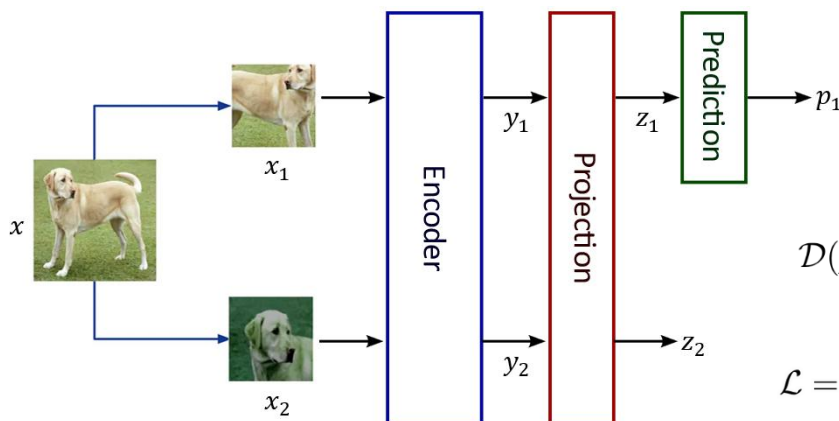 x
x₁
x₂
Encoder
y₁
y₂
Projection
z₁
z₂
Prediction
p₁
𝒟(
ℒ =